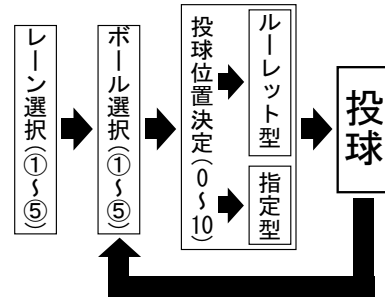 レーン選択(①~⑤)
ボール選択(①~⑤)
投球位置決定(0~10)
ルーレット型
指定型
投球